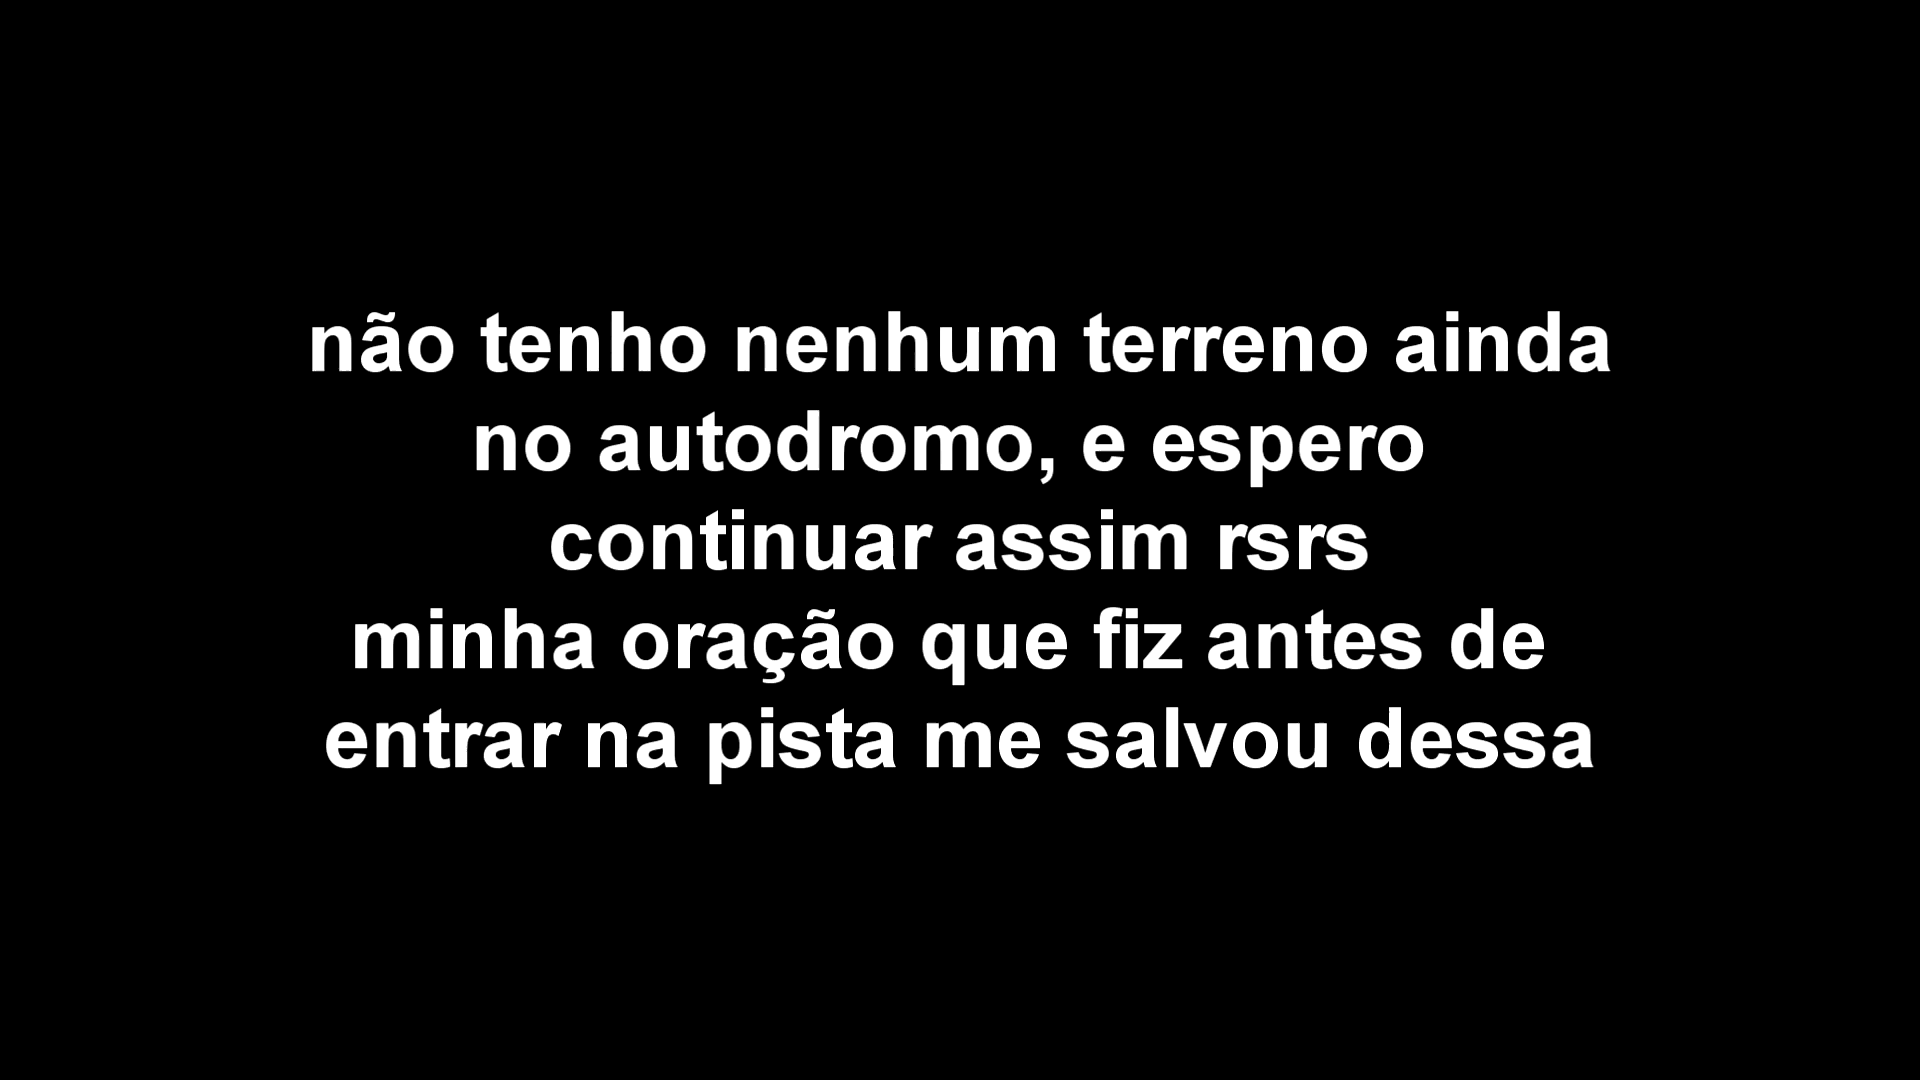 não tenho nenhum terreno ainda
no autodromo, e espero
continuar assim rsrs
minha oração que fiz antes de
entrar na pista me salvou dessa